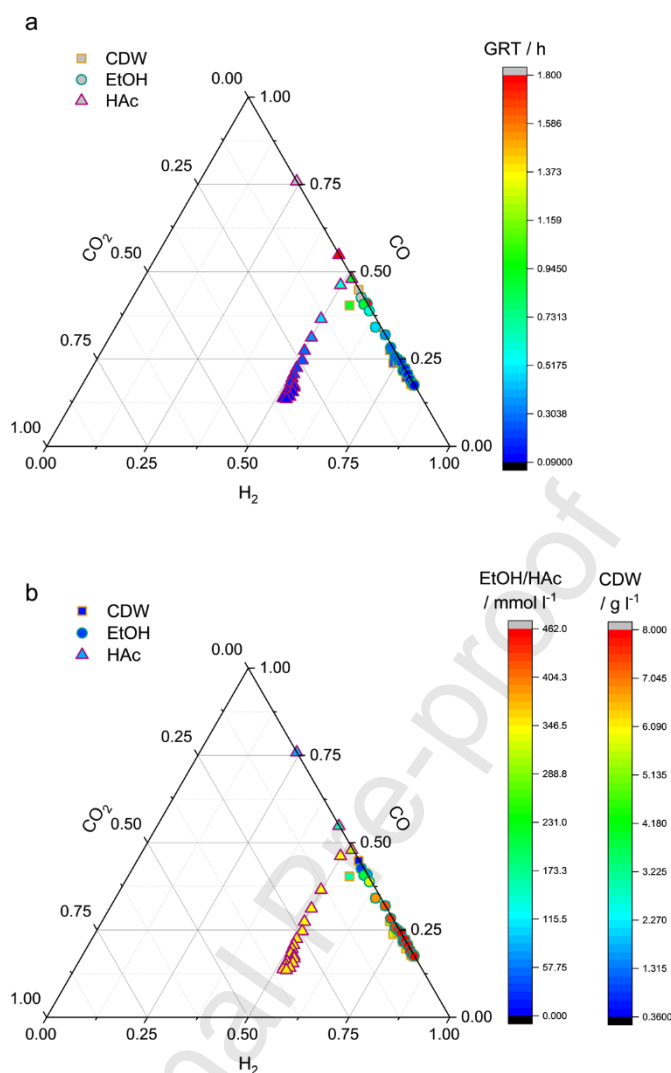 a
CDW
EtOH
HAc
GRT / h
0.00
1.00
0.25
0.75
0.50
0.50
0.75
0.25
1.00
0.00
0.00
0.25
0.50
0.75
1.00
CO₂
CO
H₂
1.800
1.586
1.373
1.159
0.9450
0.7313
0.5175
0.3038
0.09000
b
CDW
EtOH
HAc
EtOH/HAc
/ mmol l⁻¹
CDW
/ g l⁻¹
0.00
1.00
0.25
0.75
0.50
0.50
0.75
0.25
1.00
0.00
0.00
0.25
0.50
0.75
1.00
CO₂
CO
H₂
462.0
404.3
346.5
288.8
231.0
173.3
115.5
57.75
0.000
8.000
7.045
6.090
5.135
4.180
3.225
2.270
1.315
0.3600
nal Pre-proof